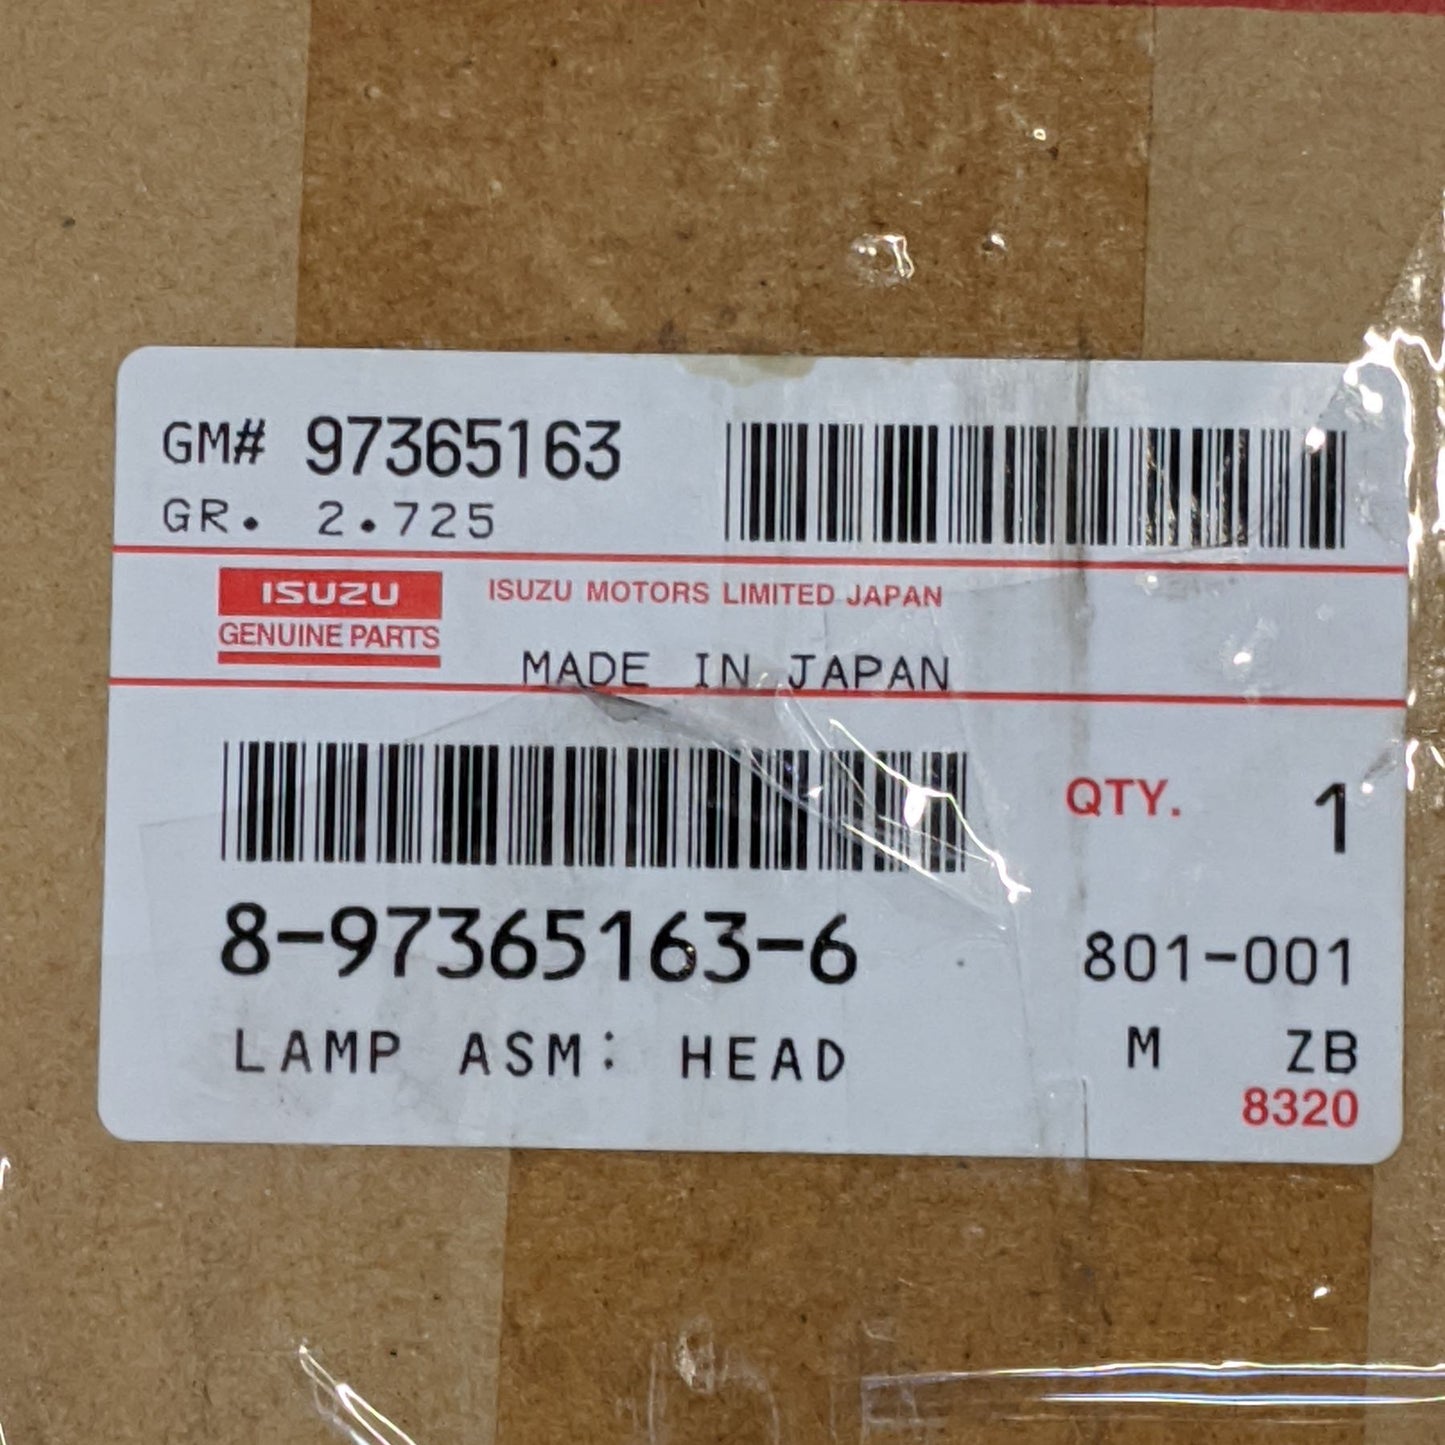 GM# 97365163
GR. 2.725
ISUZU
GENUINE PARTS
ISUZU MOTORS LIMITED JAPAN
MADE IN JAPAN
QTY. 1
8-97365163-6
801-001
LAMP ASM: HEAD
M ZB
8320